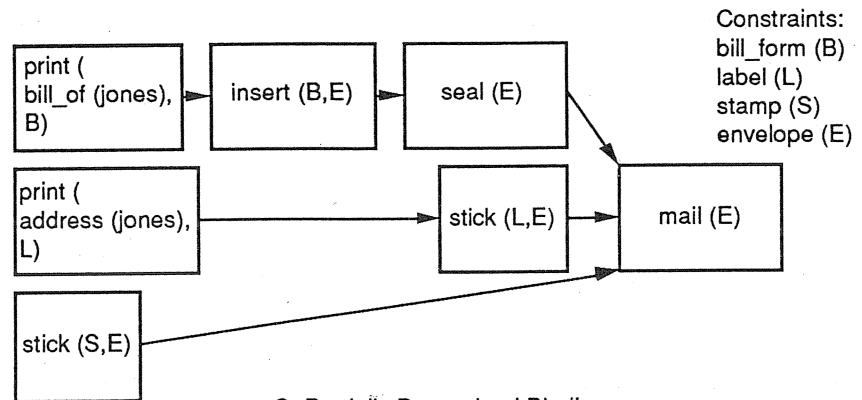 Constraints:
bill_form (B)
label (L)
stamp (S)
envelope (E)
print (
bill_of (jones),
B)
insert (B,E)
seal (E)
print (
address (jones),
L)
stick (L,E)
mail (E)
stick (S,E)